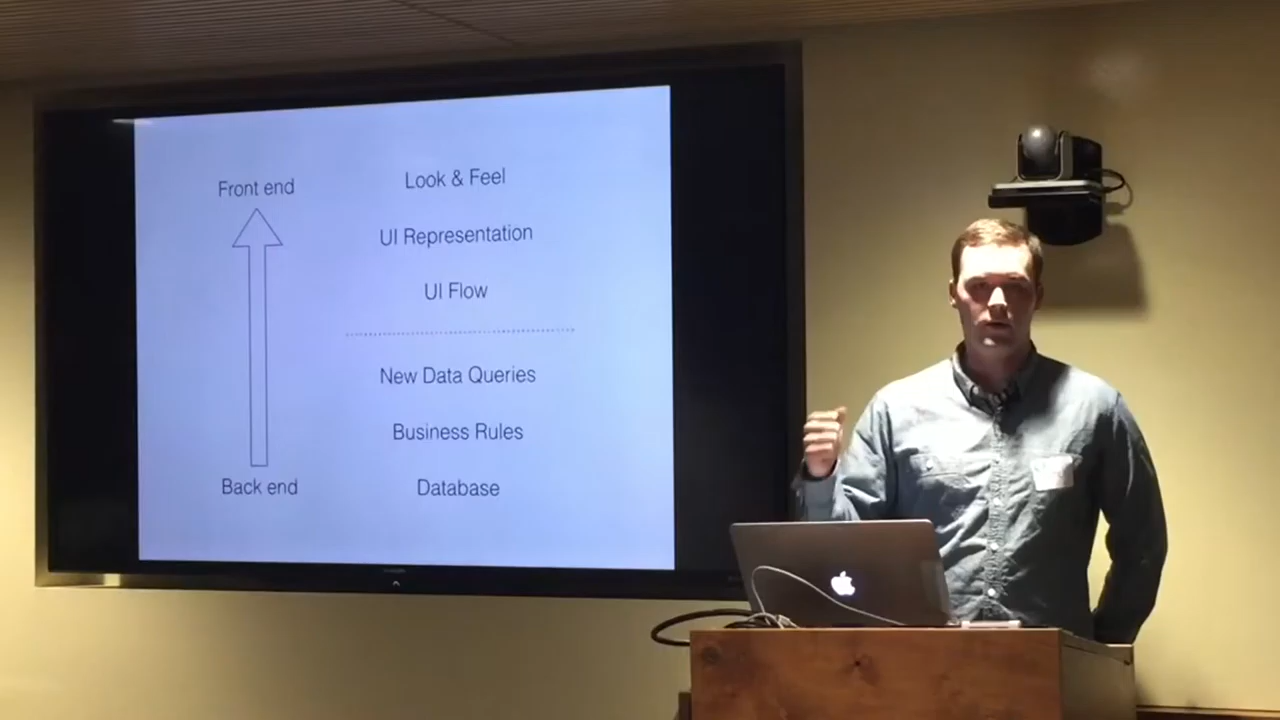 Front end
Look & Feel
UI Representation
UI Flow
New Data Queries
Business Rules
Back end
Database